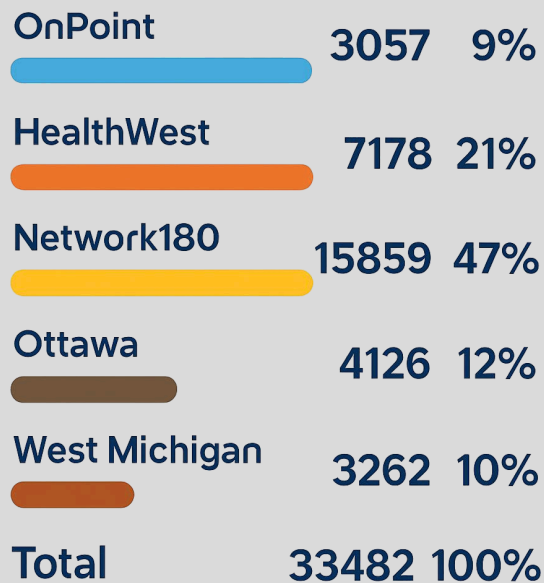 OnPoint 3057 9%
HealthWest 7178 21%
Network180 15859 47%
Ottawa 4126 12%
West Michigan 3262 10%
Total 33482 100%